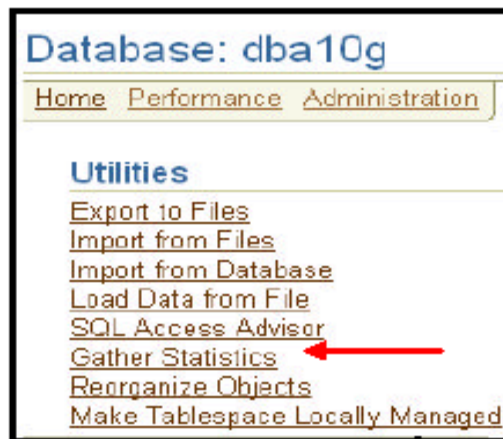 Database: dba10g
Home Performance Administration
Utilities
Export to Files
Import from Files
Import from Database
Load Data from File
SQL Access Advisor
Gather Statistics
Reorganize Objects
Make Tablespace Locally Managed